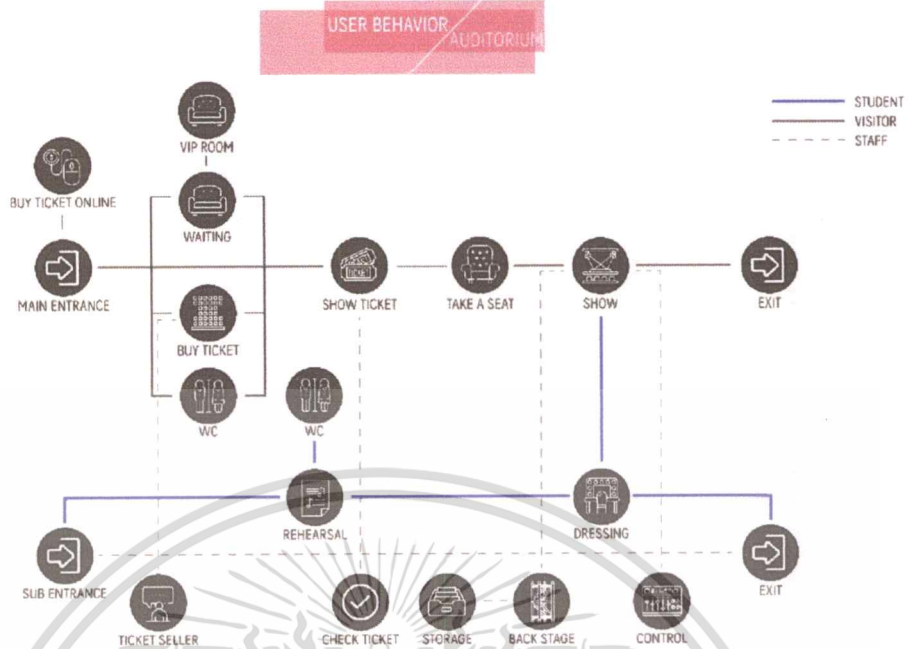 USER BEHAVIOR
AUDITORIUM
STUDENT
VISITOR
STAFF
VIP ROOM
BUY TICKET ONLINE
WAITING
MAIN ENTRANCE
TICKET
SHOW TICKET
TAKE A SEAT
SHOW
EXIT
BUY TICKET
WC
WC
REHEARSAL
DRESSING
SUB ENTRANCE
EXIT
TICKET SELLER
CHECK TICKET
STORAGE
BACK STAGE
CONTROL